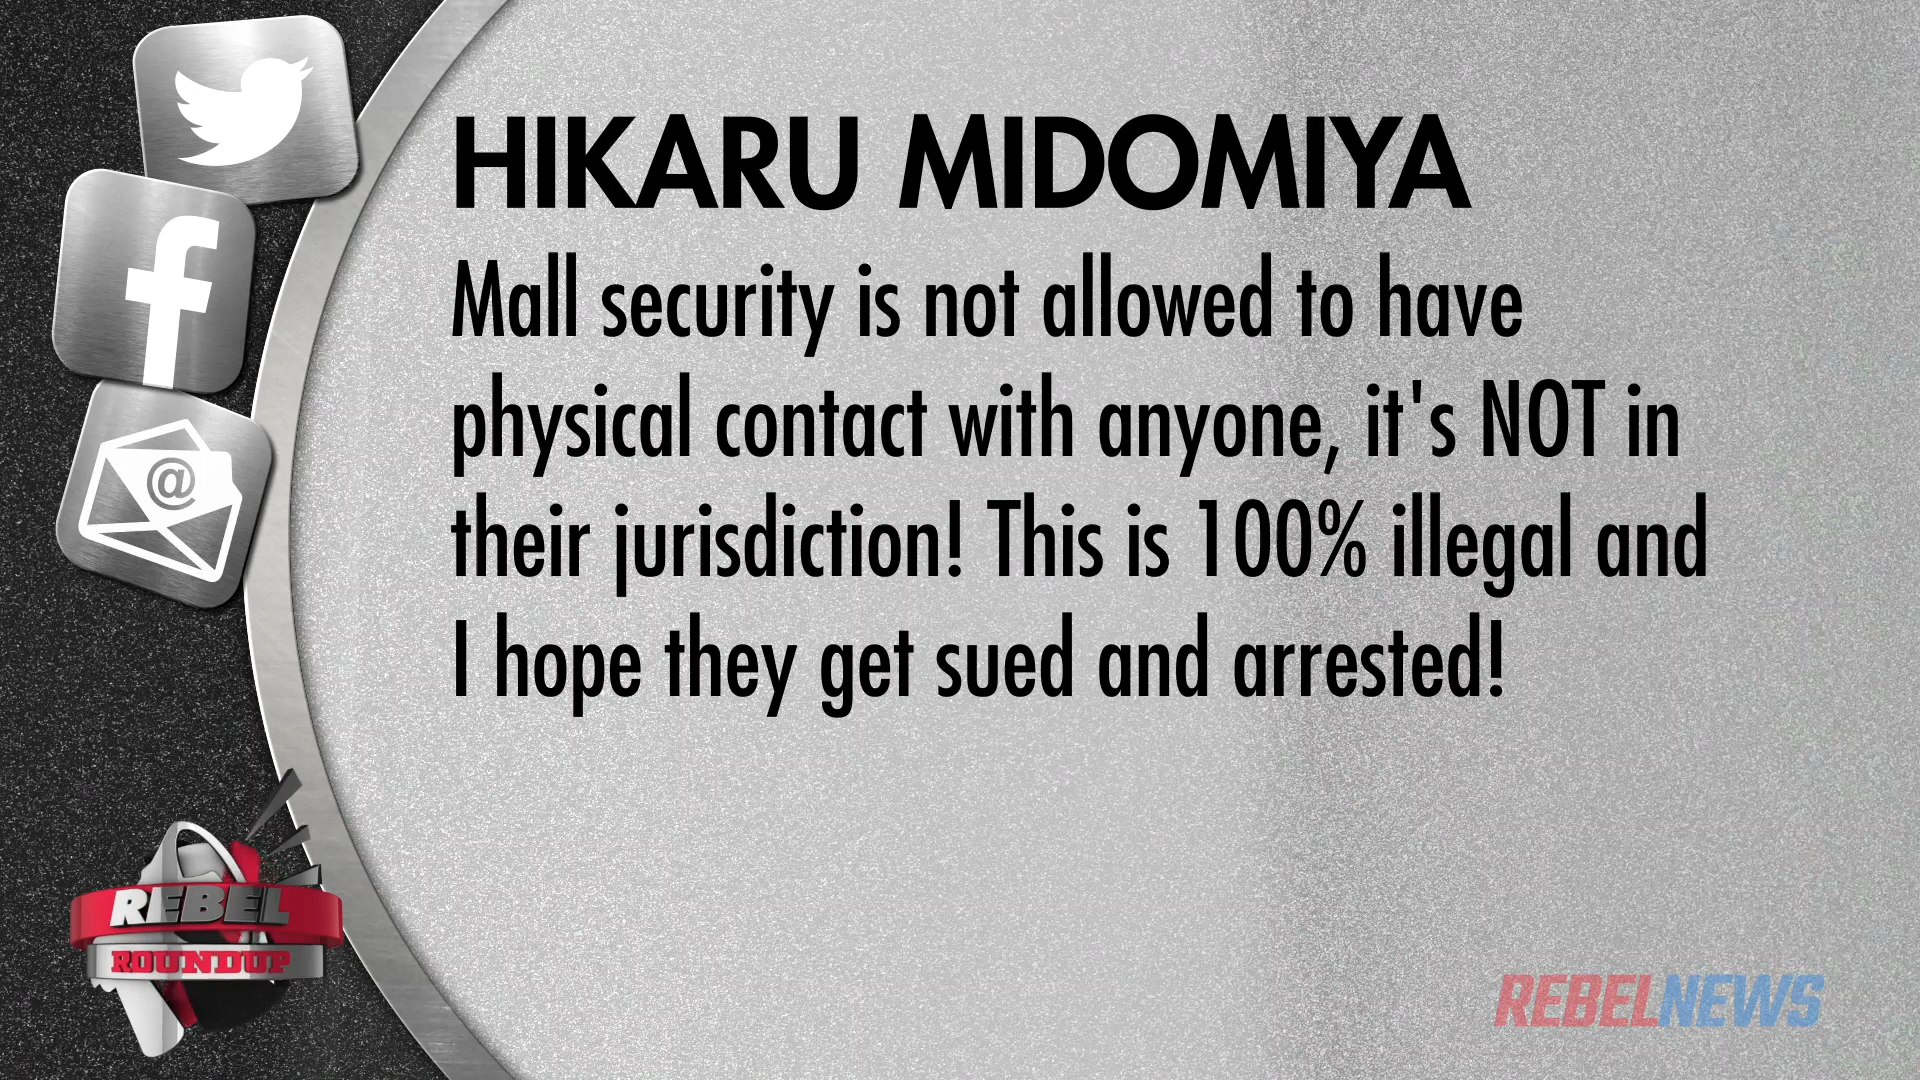 HIKARU MIDOMIYA
Mall security is not allowed to have
physical contact with anyone, it's NOT in
their jurisdiction! This is 100% illegal and
I hope they get sued and arrested!
f
@
REBEL
ROUNDUP
REBELNEWS